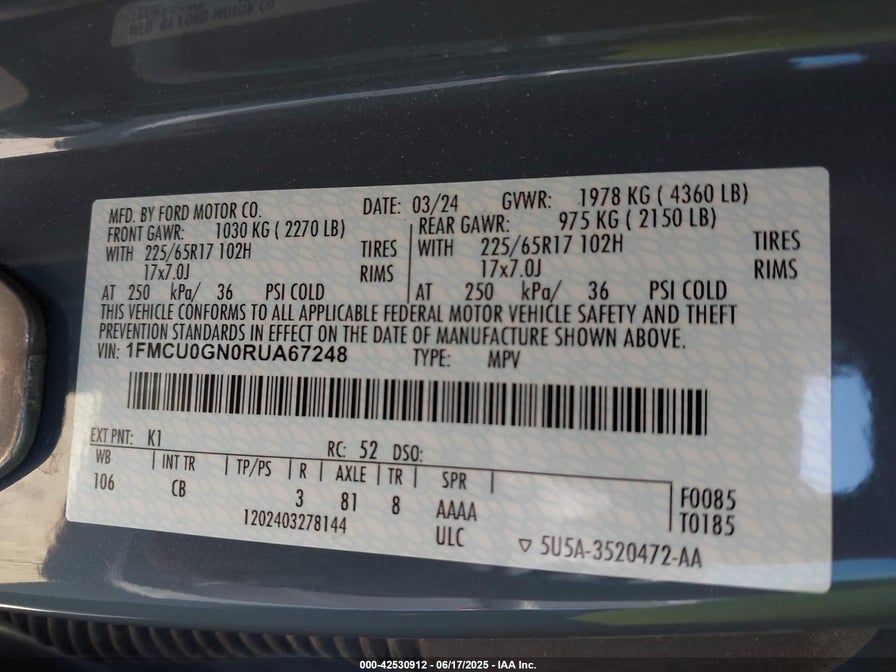 MFD. BY FORD MOTOR CO.
DATE: 03/24
GVWR: 1978 KG ( 4360 LB)
FRONT GAWR: 1030 KG ( 2270 LB)
REAR GAWR: 975 KG ( 2150 LB)
WITH 225/65R17 102H TIRES
WITH 225/65R17 102H TIRES
17x7.0J RIMS
17x7.0J RIMS
AT 250 kPa/ 36 PSI COLD
AT 250 kPa/ 36 PSI COLD
THIS VEHICLE CONFORMS TO ALL APPLICABLE FEDERAL MOTOR VEHICLE SAFETY AND THEFT
PREVENTION STANDARDS IN EFFECT ON THE DATE OF MANUFACTURE SHOWN ABOVE.
VIN: 1FMCU0GN0RUA67248 TYPE: MPV
EXT PNT: K1 RC: 52 DSO:
WB INT TR TP/PS R AXLE TR SPR
106 CB 3 81 8 AAAA F0085
1202403278144 ULC T0185
5U5A-3520472-AA
000-42530912 - 06/17/2025 - IAA Inc.